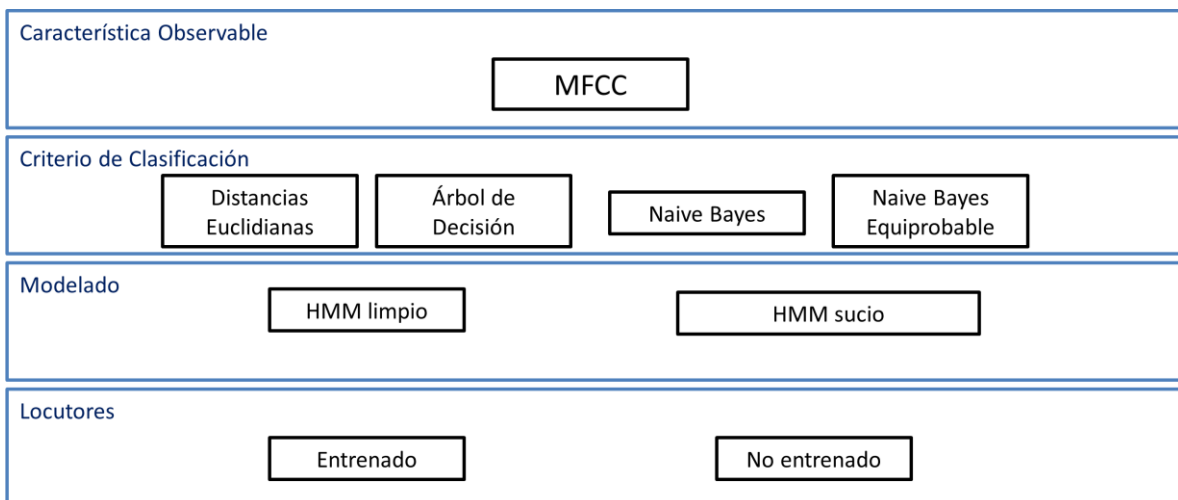 Característica Observable
MFCC
Criterio de Clasificación
Distancias
Euclidianas
Árbol de
Decisión
Naive Bayes
Naive Bayes
Equiprobable
Modelado
HMM limpio
HMM sucio
Locutores
Entrenado
No entrenado